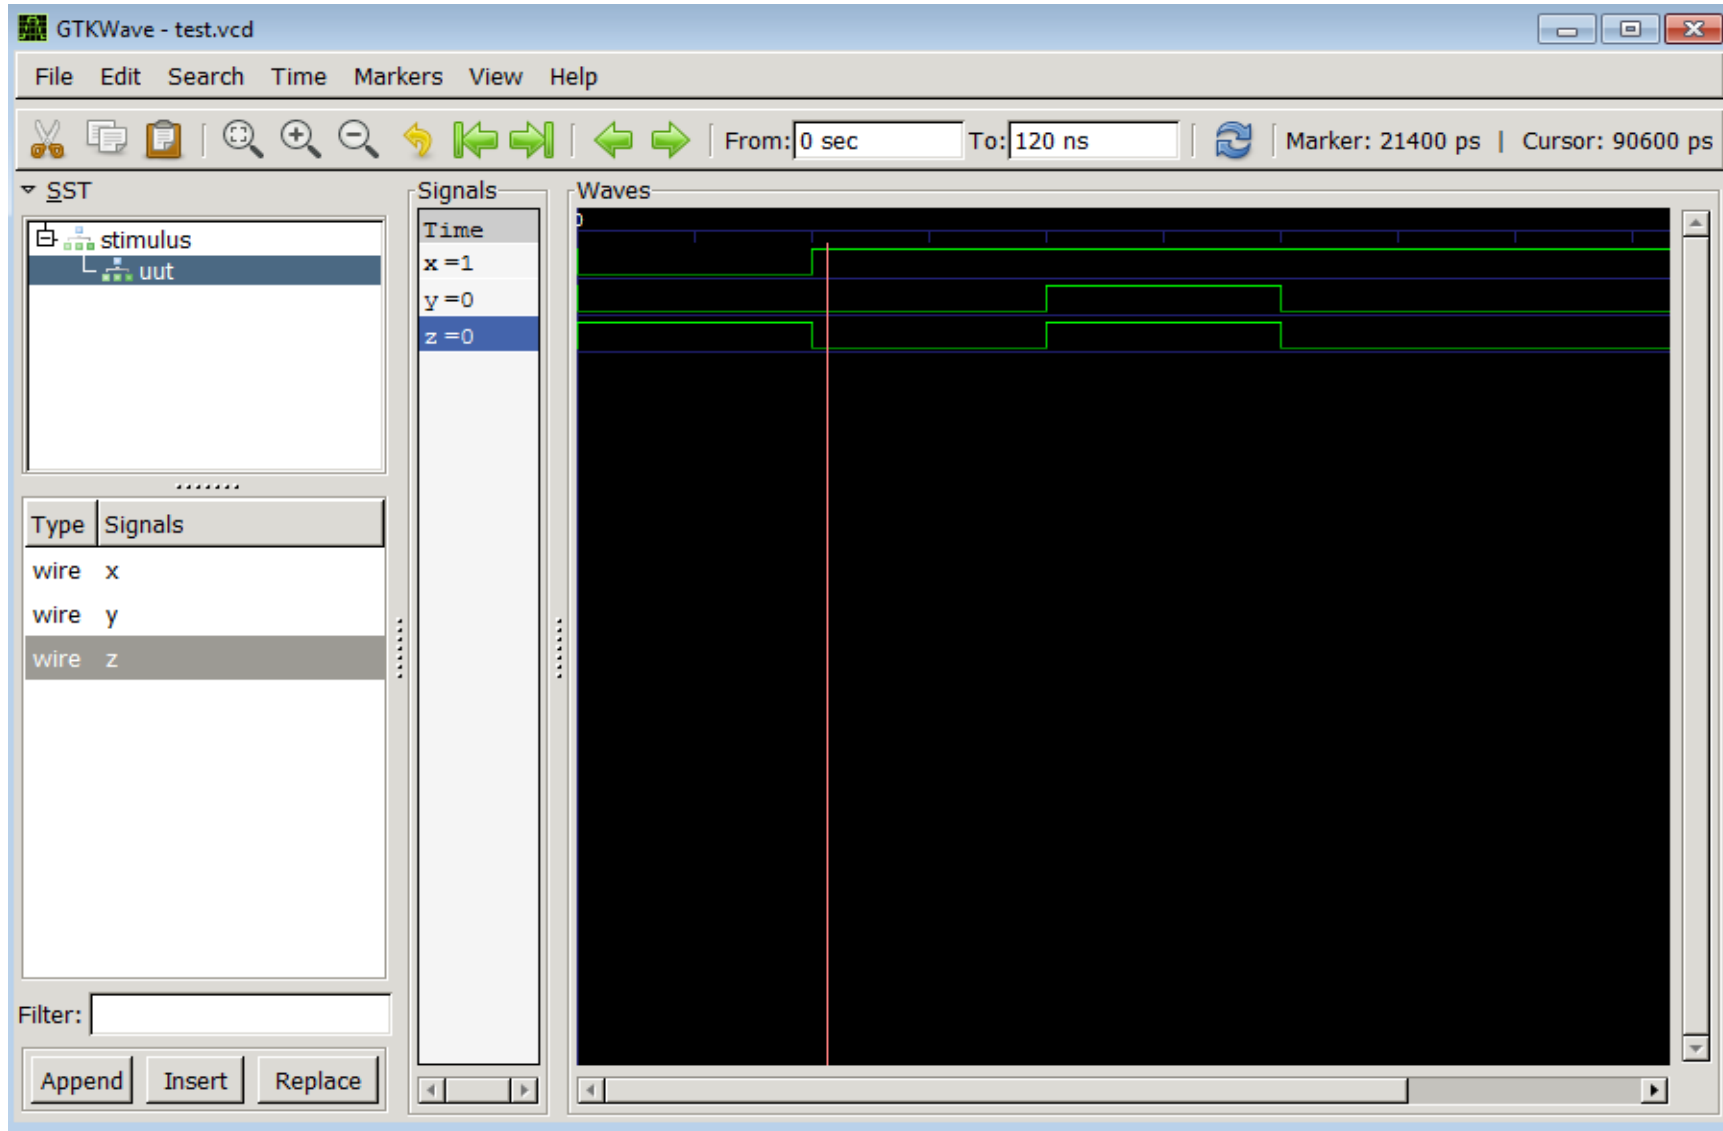 GTKWave - test.vcd
File Edit Search Time Markers View Help
From: 0 sec To: 120 ns Marker: 21400 ps | Cursor: 90600 ps
SST
stimulus
uut
Type Signals
wire x
wire y
wire z
Filter:
Append Insert Replace
Signals
Time
x =1
y =0
z =0
Waves
0